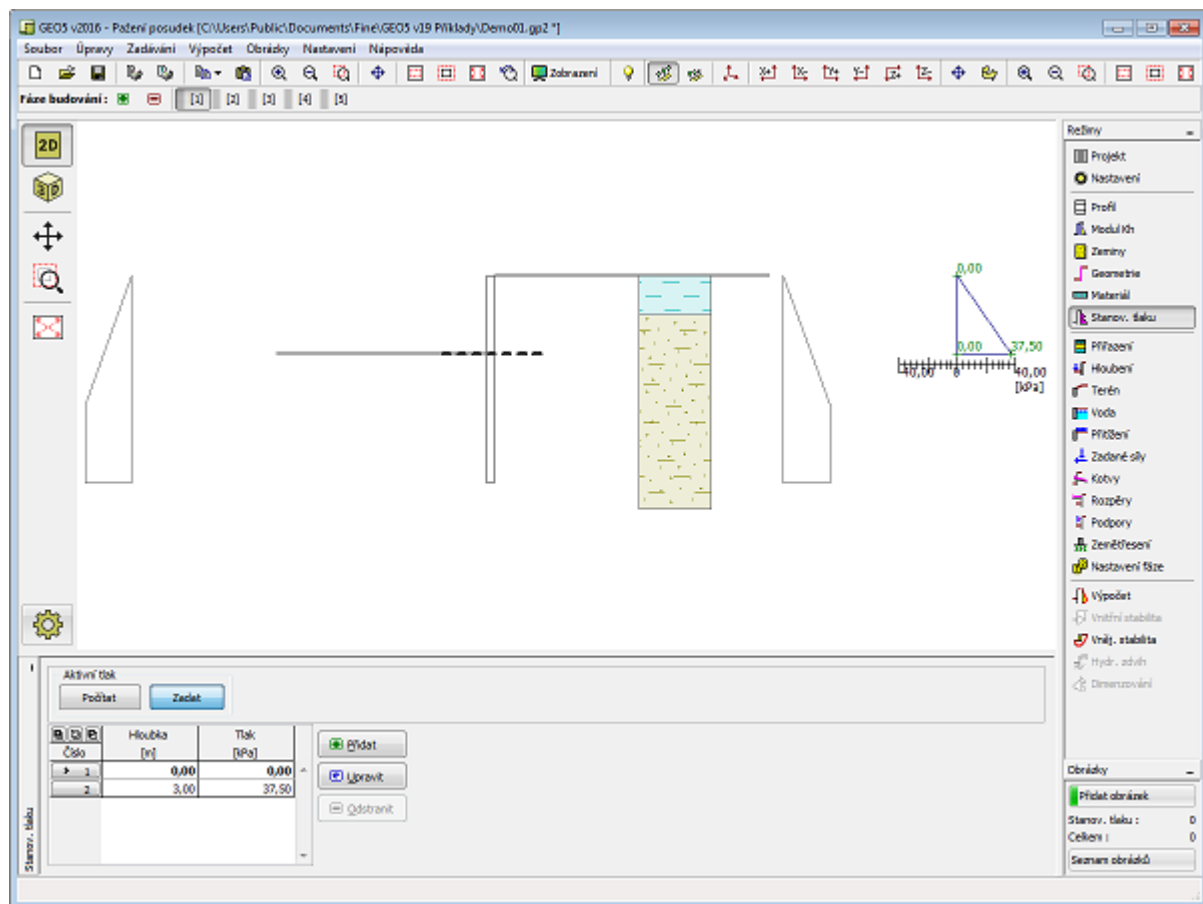 GEO5 v2016 - Pažení posudek [C:\Users\Public\Documents\Fine\GEO5 v19 Příklady\Demo01.gp2 *]
Soubor Úpravy Zadávání Výpočet Obrázky Nastavení Nápověda
Zobrazení
Fáze budování : [1] [2] [3] [4] [5]
2D
3D
0,00
0,00 37,50
40,00 0 40,00
[kPa]
Režimy
Projekt
Nastavení
Profil
Modul Kh
Zeminy
Geometrie
Materiál
Stanov. tlaku
Přiřazení
Hloubení
Terén
Voda
Přitížení
Zadané síly
Kotvy
Rozpěry
Podpory
Zemětřesení
Nastavení fáze
Výpočet
Vnitřní stabilita
Vněj. stabilita
Hydr. zdvih
Dimenzování
Aktivní tlak
Počítat Zadat
Hloubka Tlak
Číslo [m] [kPa]
1 0,00 0,00
2 3,00 37,50
Přidat
Upravit
Odstranit
Stanov. tlaku
Obrázky
Přidat obrázek
Stanov. tlaku : 0
Celkem : 0
Seznam obrázků